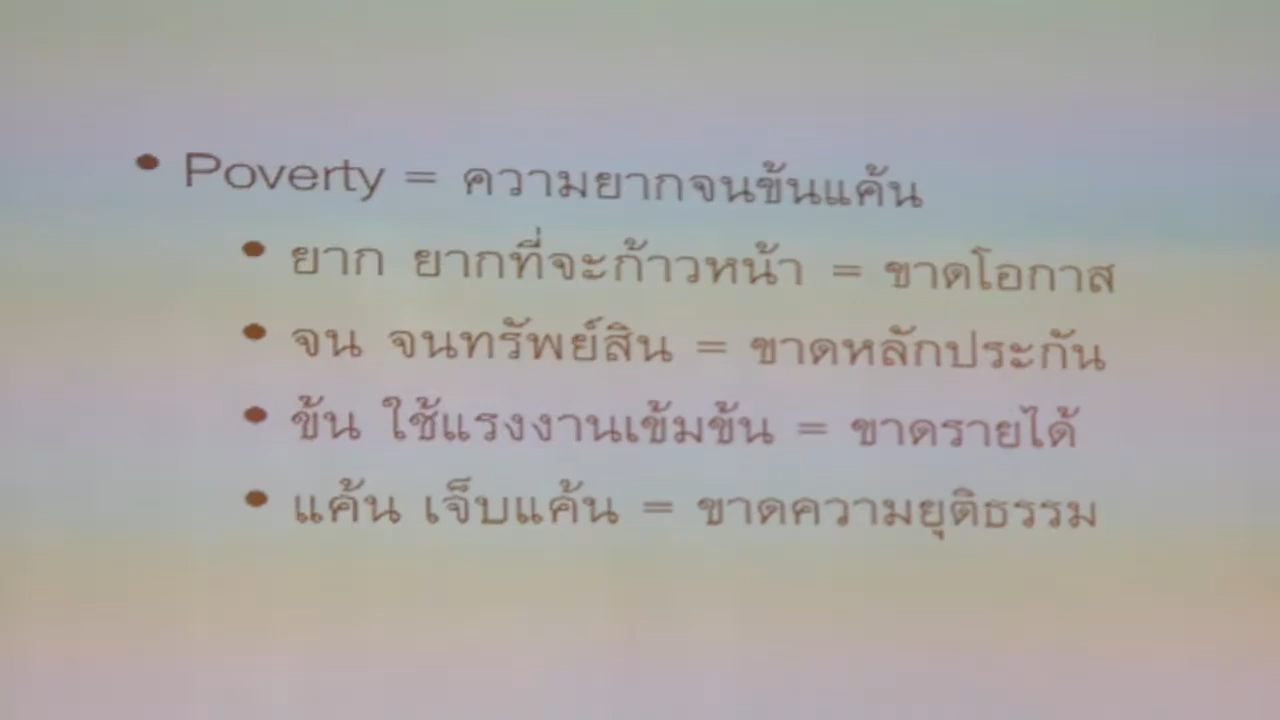 • Poverty = ความยากจนข้นแค้น
• ยาก ยากที่จะก้าวหน้า = ขาดโอกาส
• จน จนทรัพย์สิน = ขาดหลักประกัน
• ข้น ใช้แรงงานเข้มข้น = ขาดรายได้
• แค้น เจ็บแค้น = ขาดความยุติธรรม